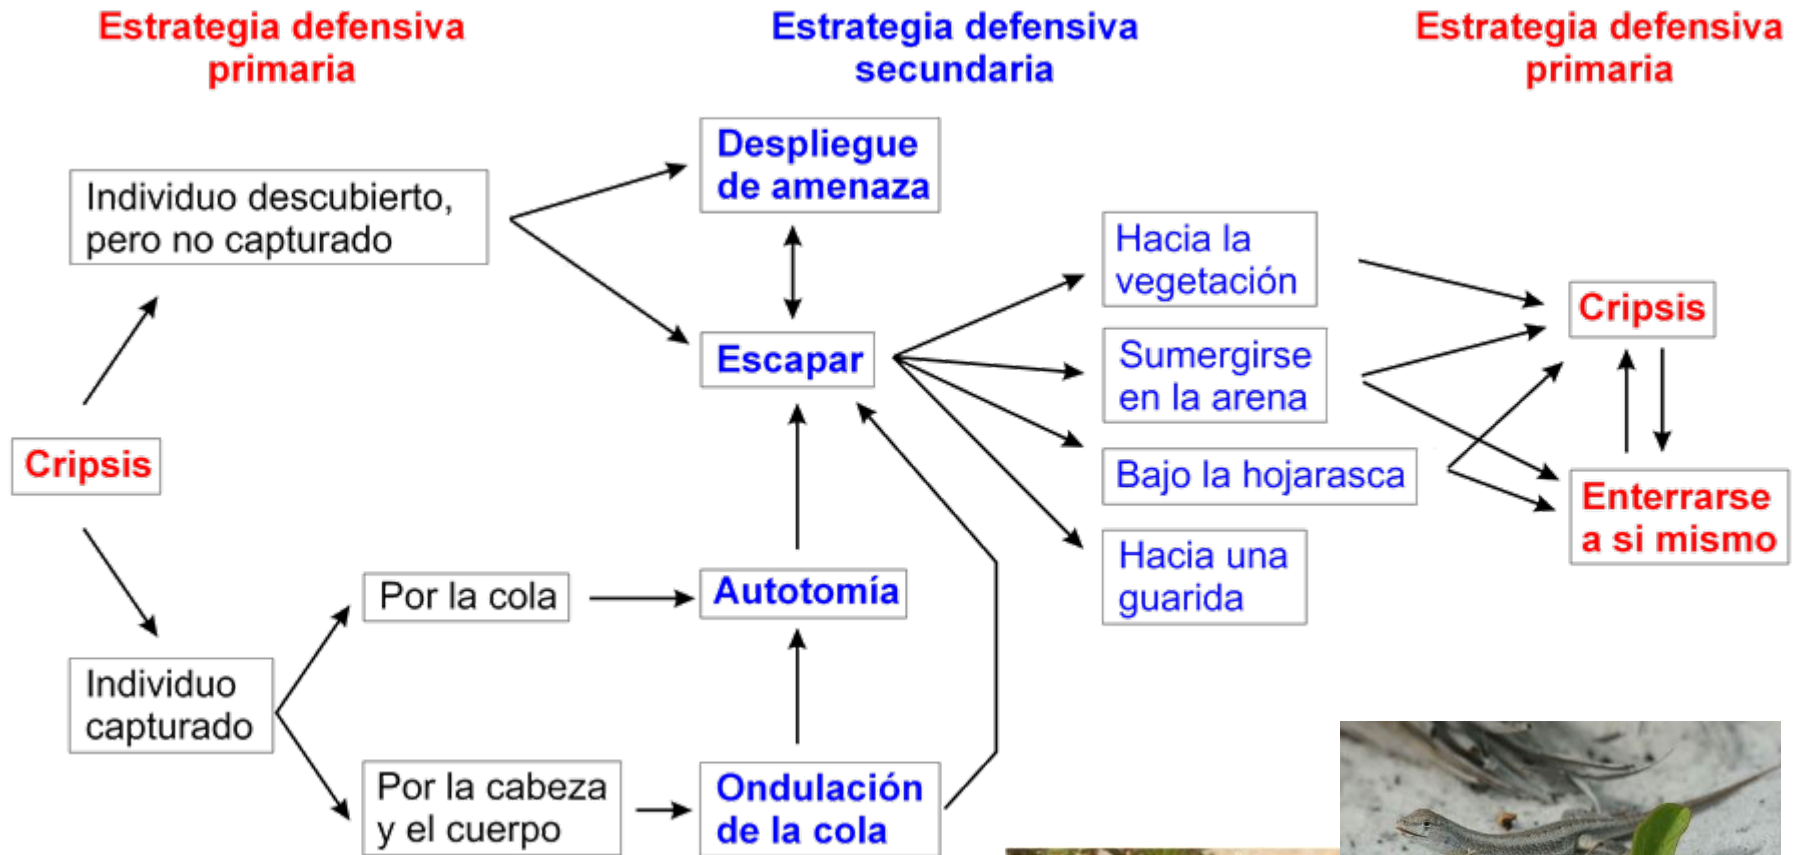 Estrategia defensiva
primaria
Estrategia defensiva
secundaria
Estrategia defensiva
primaria
Despliegue
de amenaza
Individuo descubierto,
pero no capturado
Hacia la
vegetación
Cripsis
Escapar
Sumergirse
en la arena
Cripsis
Bajo la hojarasca
Enterrarse
a si mismo
Hacia una
guarida
Por la cola
Autotomía
Individuo
capturado
Por la cabeza
y el cuerpo
Ondulación
de la cola